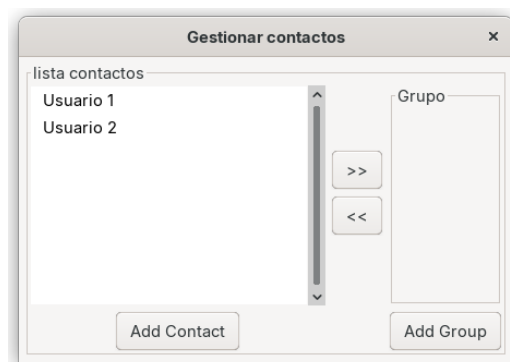 Gestionar contactos ×
lista contactos
Usuario 1
Usuario 2
Grupo
>>
<<
Add Contact
Add Group